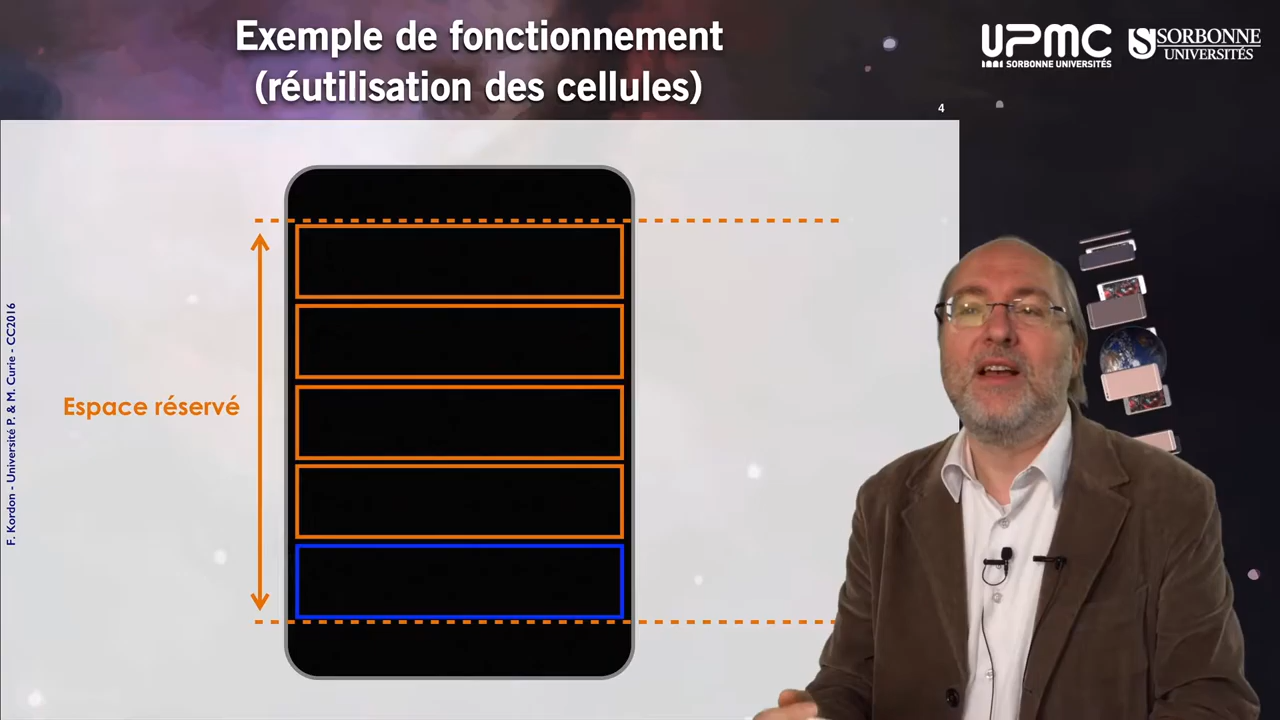 Exemple de fonctionnement
(réutilisation des cellules)
UPMC
SORBONNE UNIVERSITÉS
SORBONNE
UNIVERSITÉS
4
Espace réservé
F. Kordon - Université P. & M. Curie - CC2016